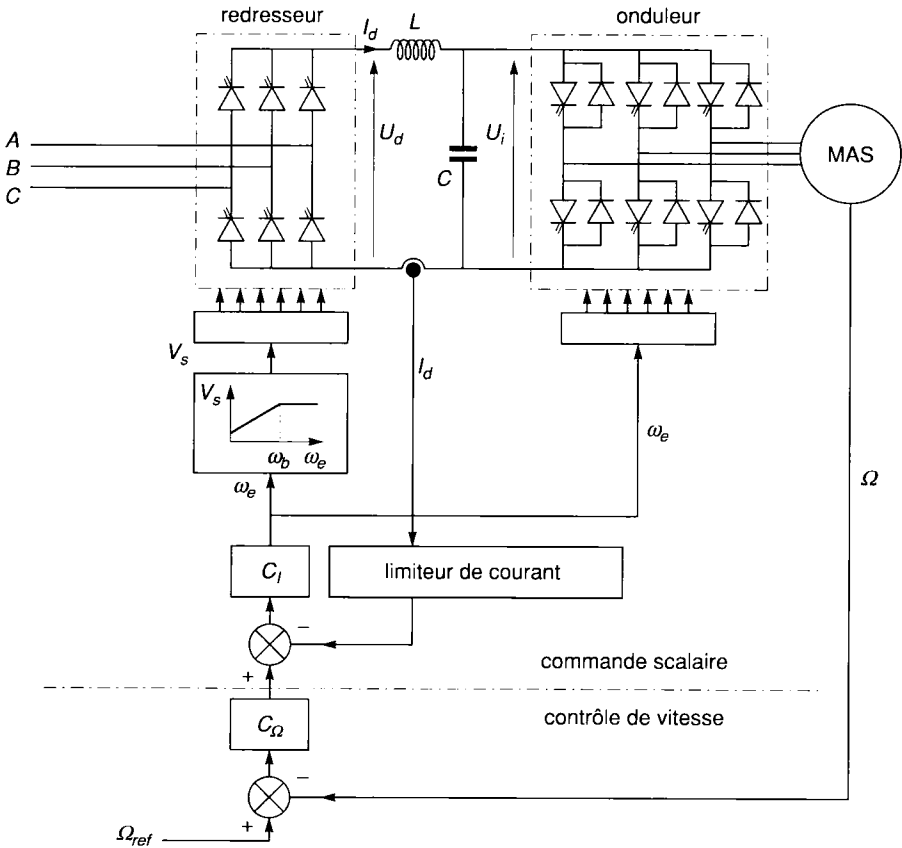 redresseur
onduleur
I_d
L
A
B
C
U_d
C
U_i
MAS
V_s
V_s
ω_b ω_e
I_d
ω_e
ω_e
Ω
C_I
limiteur de courant
−
+
commande scalaire
contrôle de vitesse
C_Ω
−
+
Ω_ref